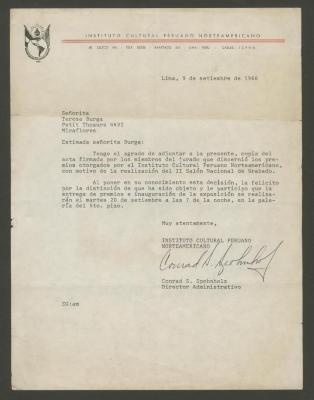 INSTITUTO CULTURAL PERUANO NORTEAMERICANO
Lima, 9 de setiembre de 1966
Señorita
Teresa Burga
Petit Thouars 4492
Miraflores
Estimada señorita Burga:
Tengo el agrado de adjuntar a la presente, copia del
acta firmada por los miembros del jurado que discernió los pre-
mios otorgados por el Instituto Cultural Peruano Norteamericano,
con motivo de la realización del II Salón Nacional de Grabado.
Al poner en su conocimiento esta decisión, la felicito
por la distinción de que ha sido objeto y le participo que la
entrega de premios e inauguración de la exposición se realiza-
rán el martes 20 de setiembre a las 7 de la noche, en la gale-
ría del 4to. piso.
Muy atentamente,
INSTITUTO CULTURAL PERUANO
NORTEAMERICANO
Conrad H. Spohnholz
Director Administrativo